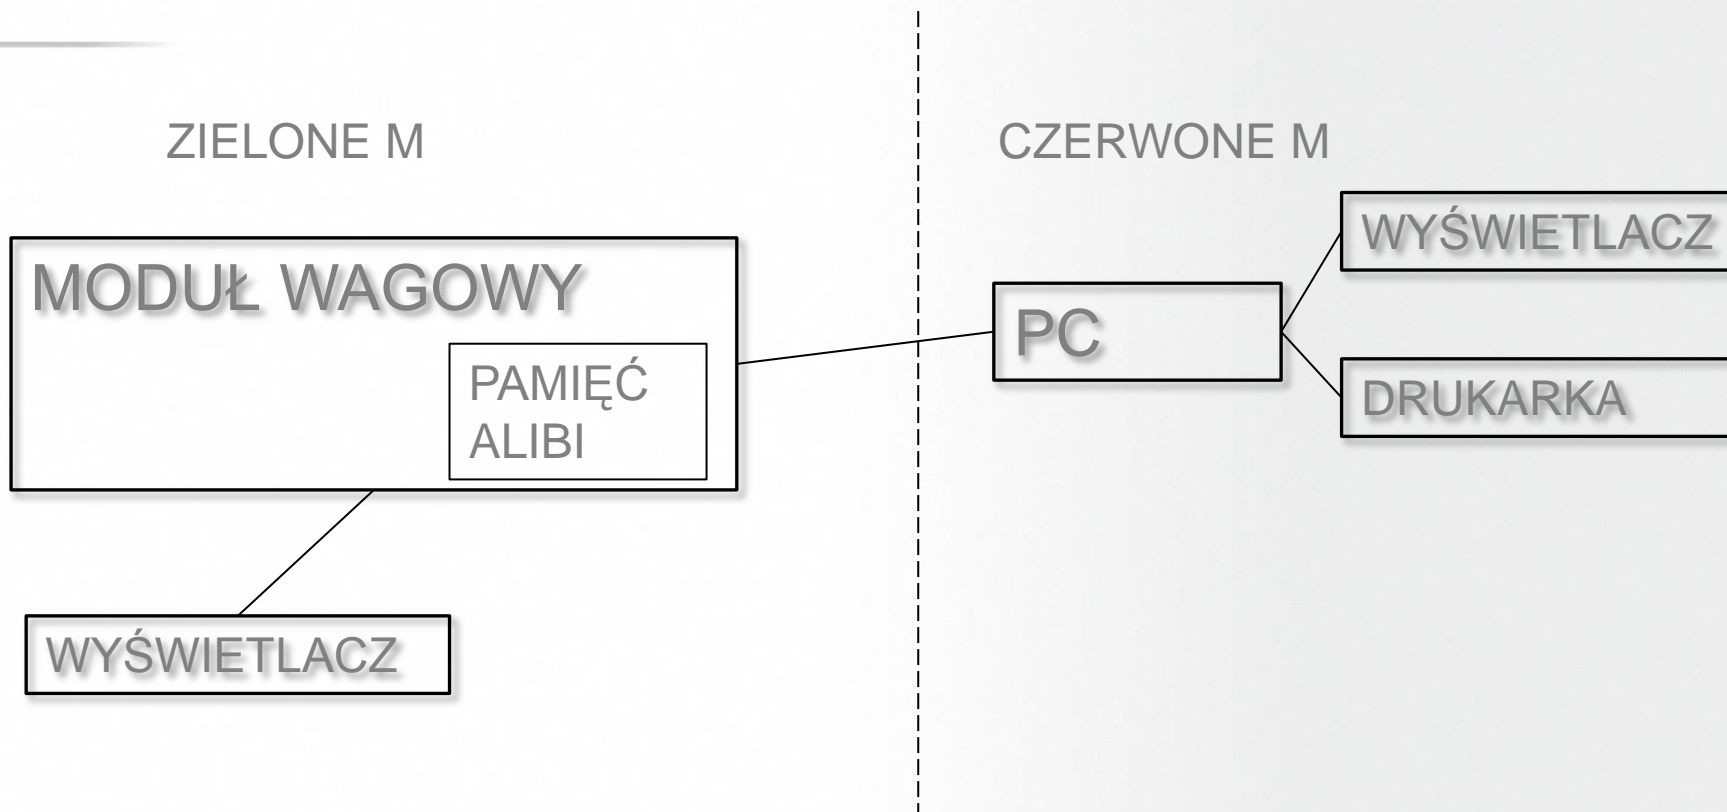 ZIELONE M
MODUŁ WAGOWY
PAMIĘĆ
ALIBI
WYŚWIETLACZ
CZERWONE M
PC
WYŚWIETLACZ
DRUKARKA